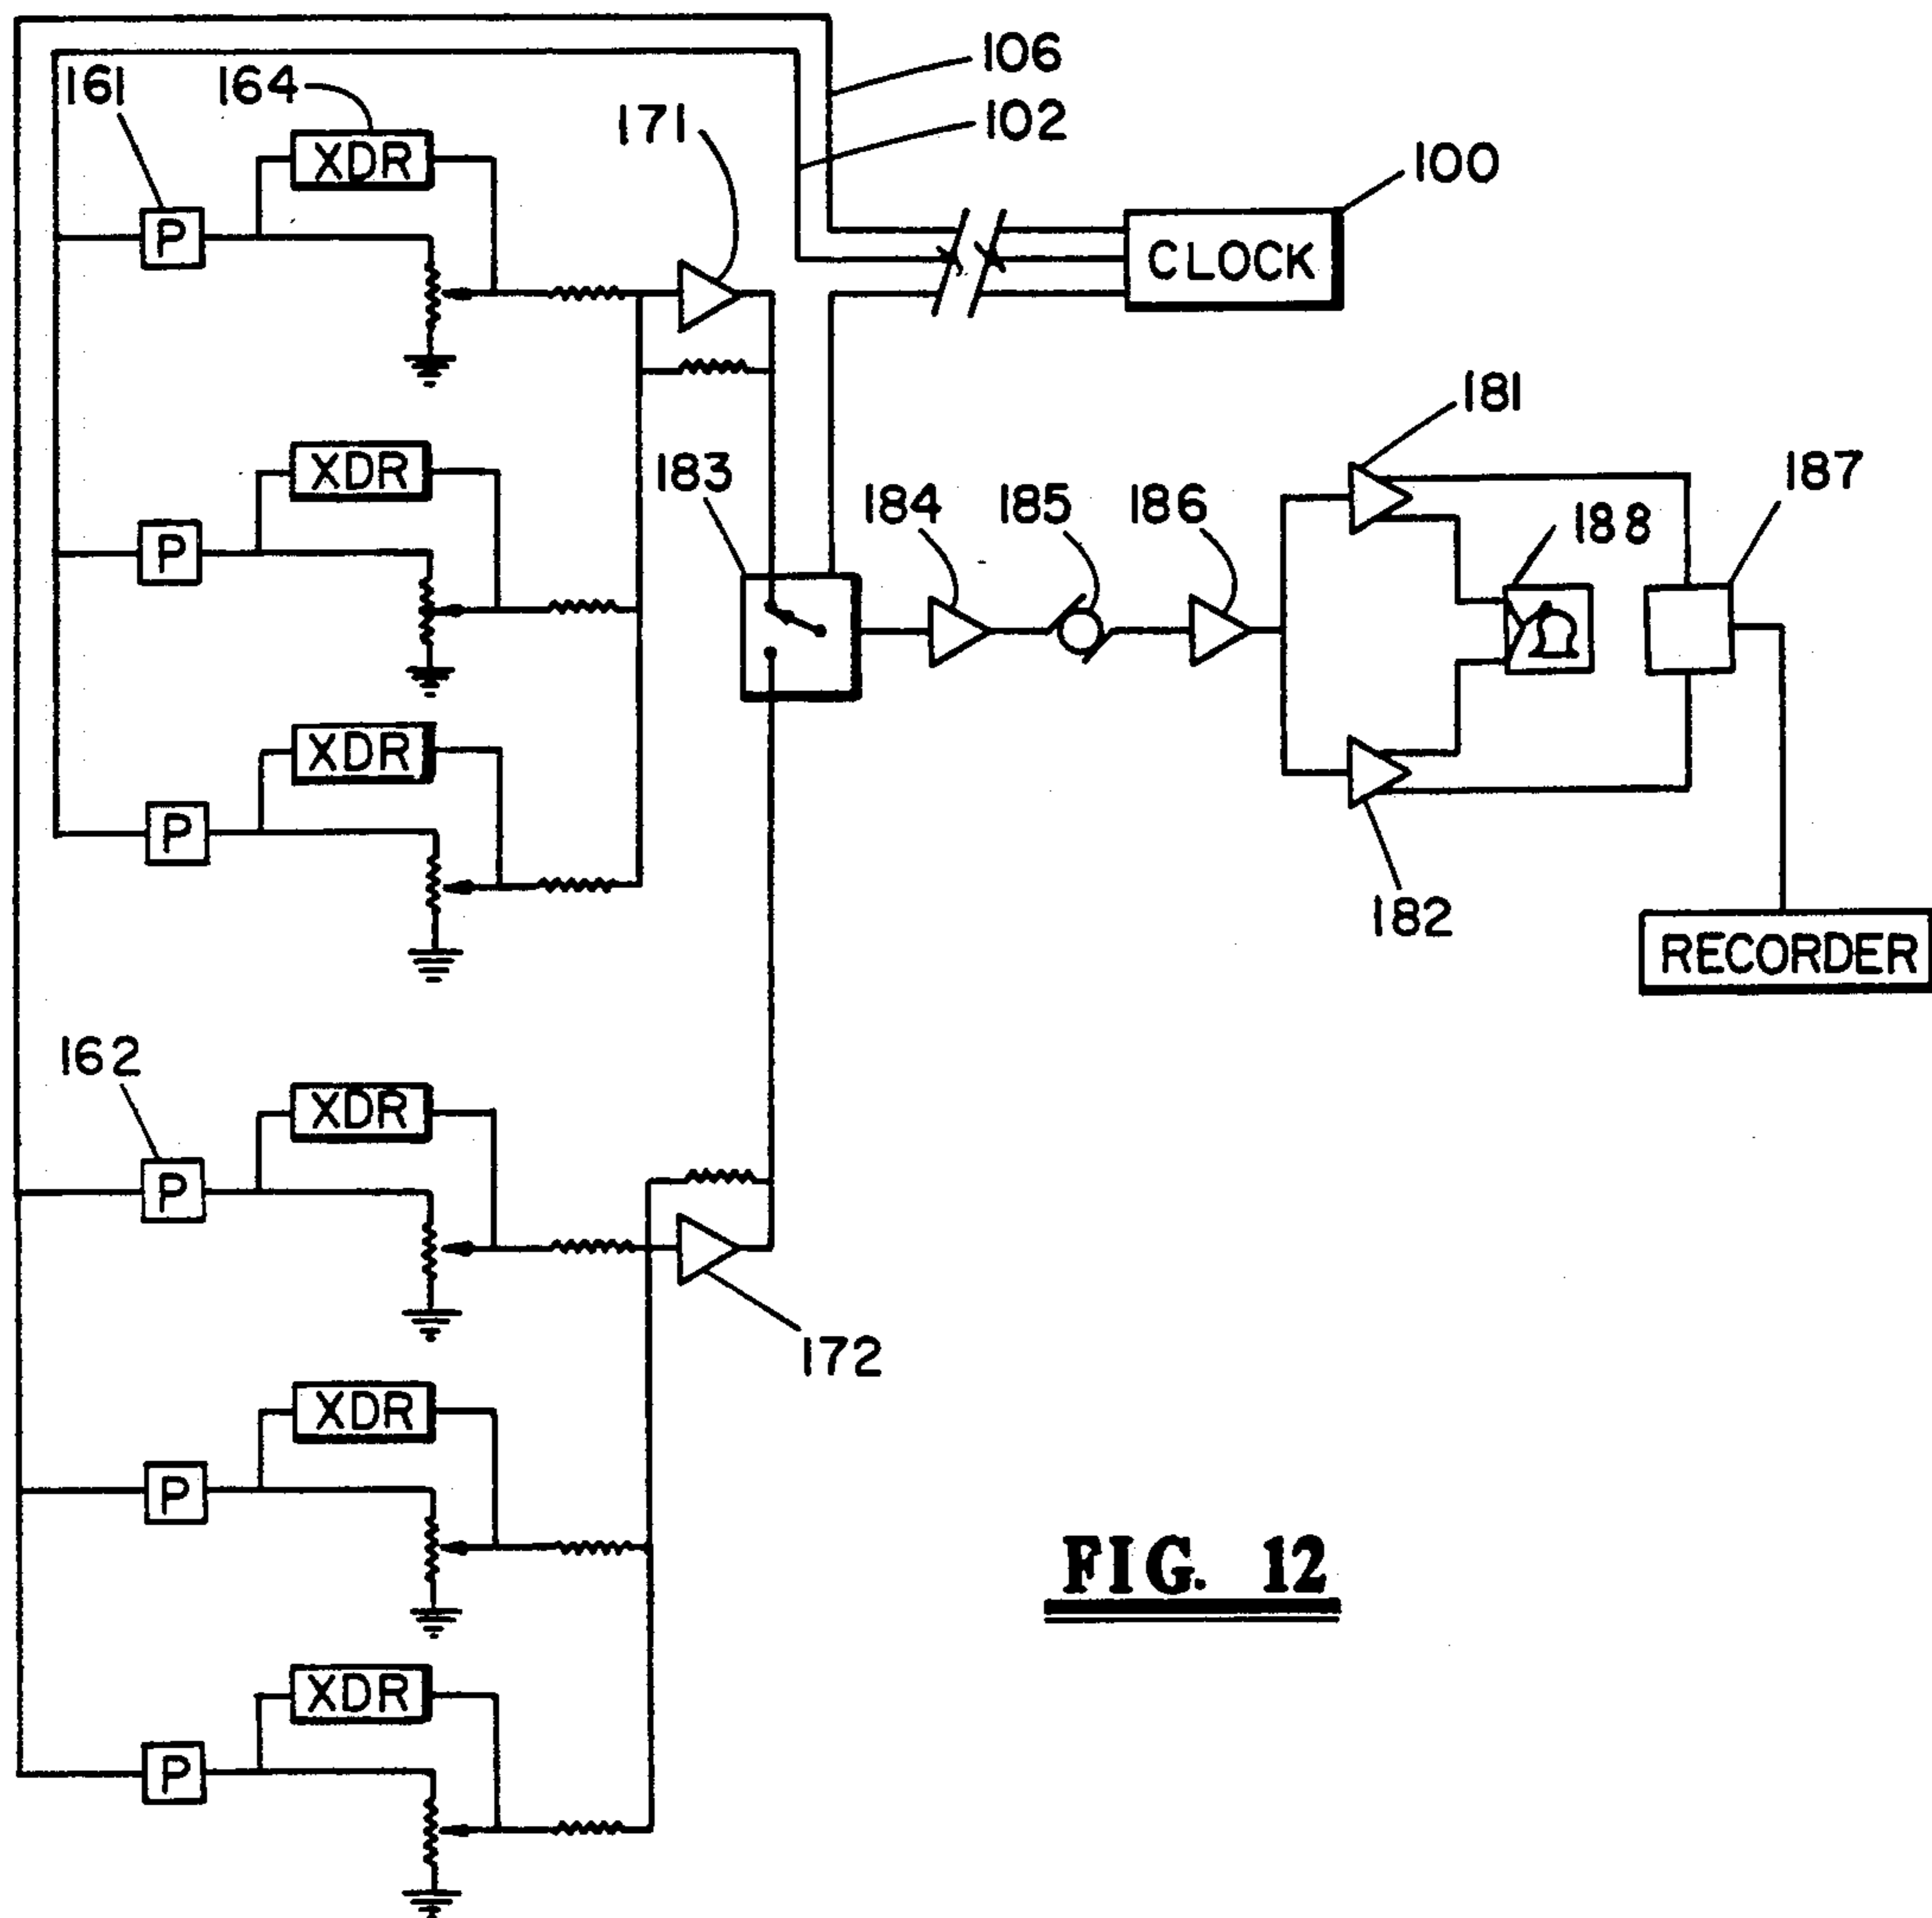 106
161
164
171
102
100
XDR
P
CLOCK
181
XDR
183
184
185
186
187
188
P
Ω
XDR
P
182
RECORDER
162
XDR
P
172
XDR
P
FIG. 12
XDR
P